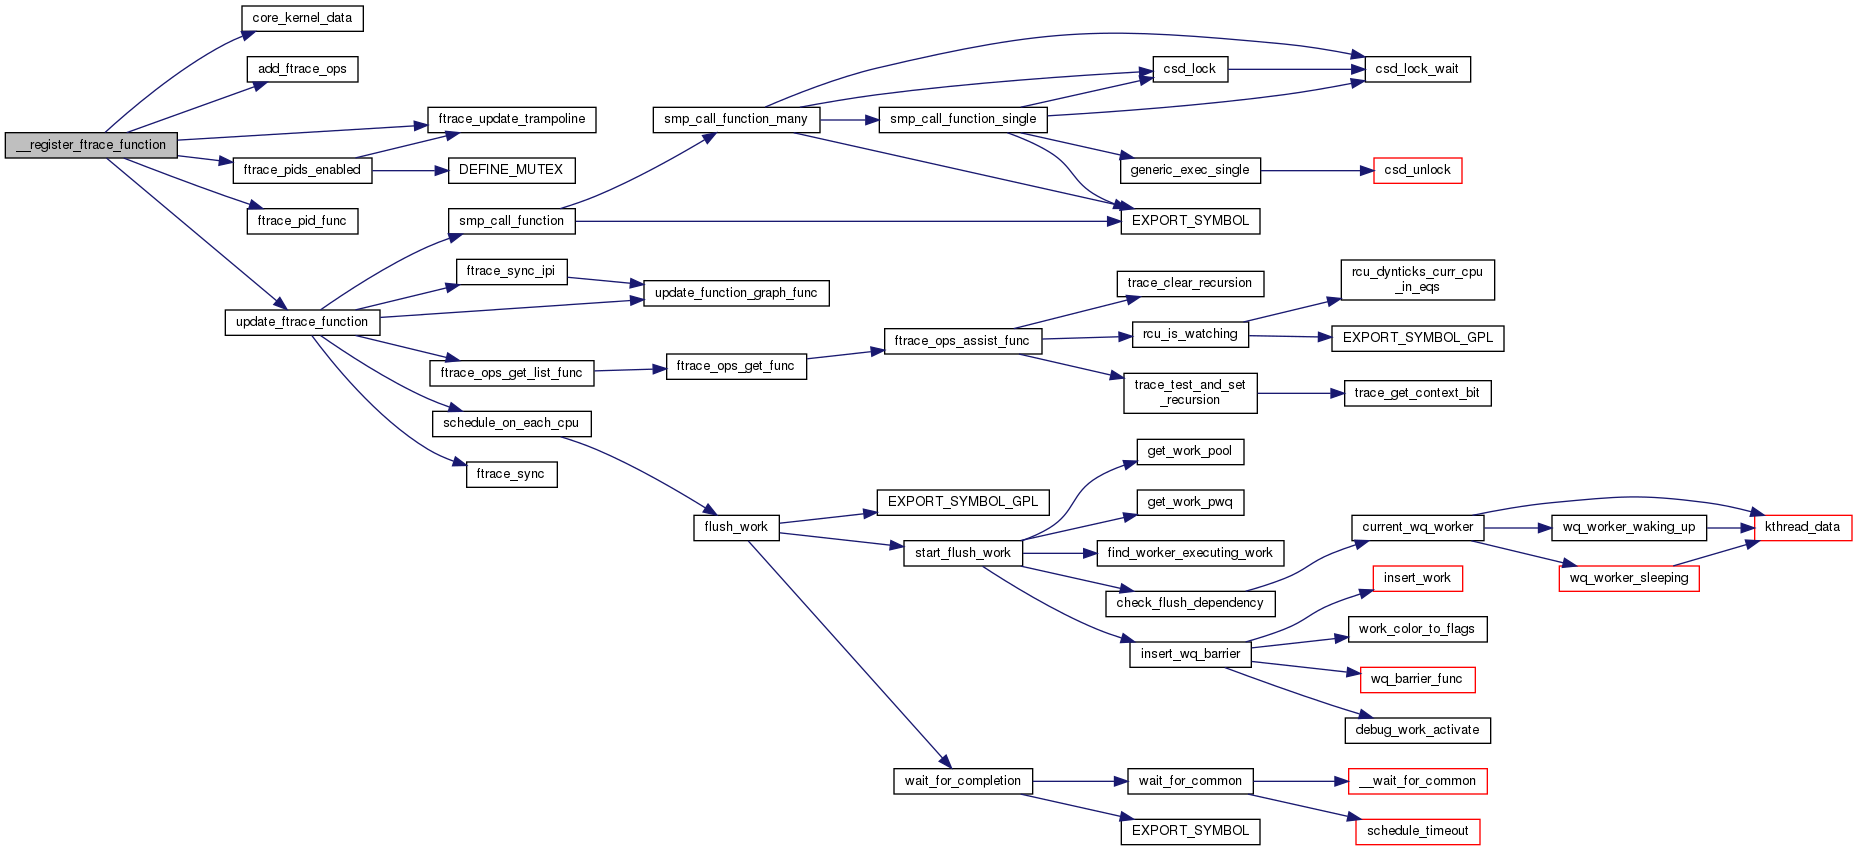 core_kernel_data
add_ftrace_ops
csd_lock
csd_lock_wait
ftrace_update_trampoline
smp_call_function_many
smp_call_function_single
__register_ftrace_function
ftrace_pids_enabled
DEFINE_MUTEX
generic_exec_single
csd_unlock
ftrace_pid_func
smp_call_function
EXPORT_SYMBOL
ftrace_sync_ipi
update_function_graph_func
trace_clear_recursion
rcu_dynticks_curr_cpu
_in_eqs
update_ftrace_function
ftrace_ops_assist_func
rcu_is_watching
EXPORT_SYMBOL_GPL
ftrace_ops_get_list_func
ftrace_ops_get_func
trace_test_and_set
_recursion
trace_get_context_bit
schedule_on_each_cpu
get_work_pool
ftrace_sync
EXPORT_SYMBOL_GPL
get_work_pwq
flush_work
current_wq_worker
wq_worker_waking_up
kthread_data
start_flush_work
find_worker_executing_work
insert_work
wq_worker_sleeping
check_flush_dependency
work_color_to_flags
insert_wq_barrier
wq_barrier_func
debug_work_activate
wait_for_completion
wait_for_common
__wait_for_common
EXPORT_SYMBOL
schedule_timeout